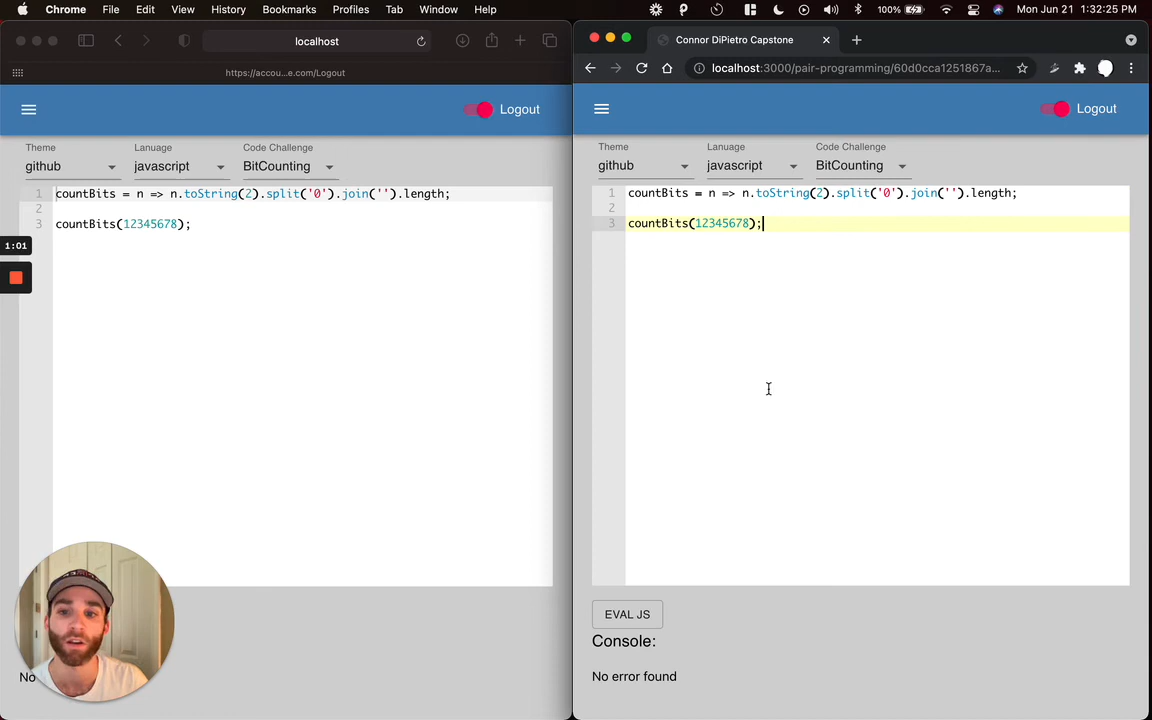 Chrome File Edit View History Bookmarks Profiles Tab Window Help 100% Mon Jun 21 1:32:25 PM
localhost
https://accou...e.com/Logout
Logout
Theme Lanuage Code Challenge
github javascript BitCounting
1 countBits = n => n.toString(2).split('0').join('').length;
2
3 countBits(12345678);
1:01
No
Connor DiPietro Capstone
localhost:3000/pair-programming/60d0cca1251867a...
Logout
Theme Lanuage Code Challenge
github javascript BitCounting
1 countBits = n => n.toString(2).split('0').join('').length;
2
3 countBits(12345678);
EVAL JS
Console:
No error found